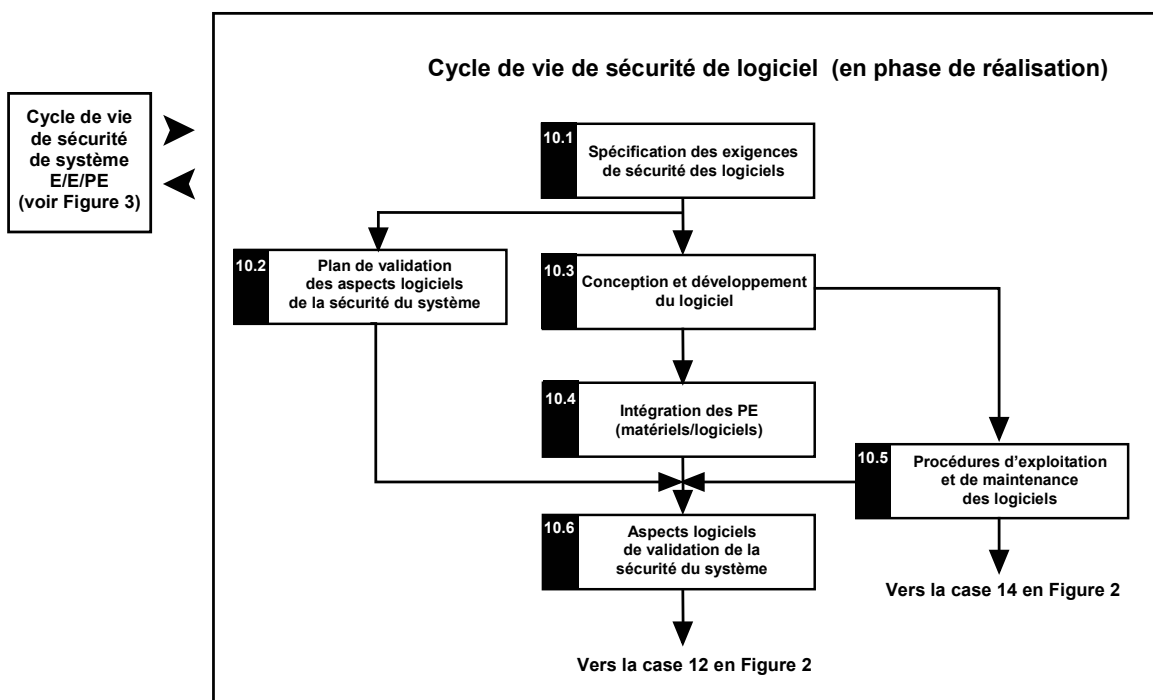 Cycle de vie de sécurité de logiciel (en phase de réalisation)
Cycle de vie
de sécurité
de système
E/E/PE
(voir Figure 3)
10.1
Spécification des exigences
de sécurité des logiciels
10.2
Plan de validation
des aspects logiciels
de la sécurité du système
10.3
Conception et développement
du logiciel
10.4
Intégration des PE
(matériels/logiciels)
10.5
Procédures d'exploitation
et de maintenance
des logiciels
10.6
Aspects logiciels
de validation de la
sécurité du système
Vers la case 14 en Figure 2
Vers la case 12 en Figure 2